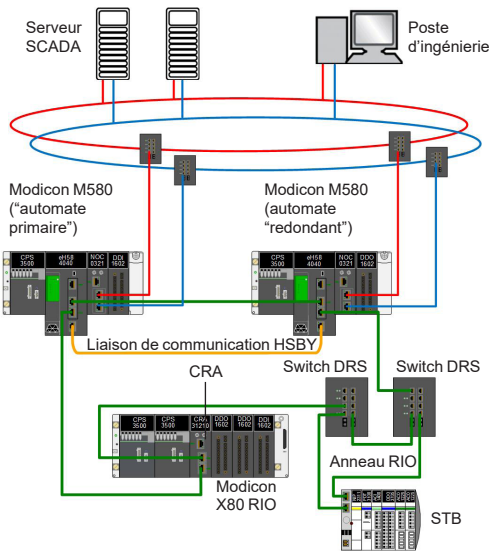 Serveur
SCADA
Poste
d'ingénierie
Modicon M580
(“automate
primaire”)
Modicon M580
(automate
“redondant”)
CPS
3500
eH58
4040
NOC
0321
DDI
1602
CPS
3500
eH58
4040
NOC
0321
DDO
1602
Liaison de communication HSBY
CRA
Switch DRS
Switch DRS
CPS
3500
CPS
3500
CRA
31210
DDO
1602
DDO
1602
DDI
1602
Modicon
X80 RIO
Anneau RIO
STB